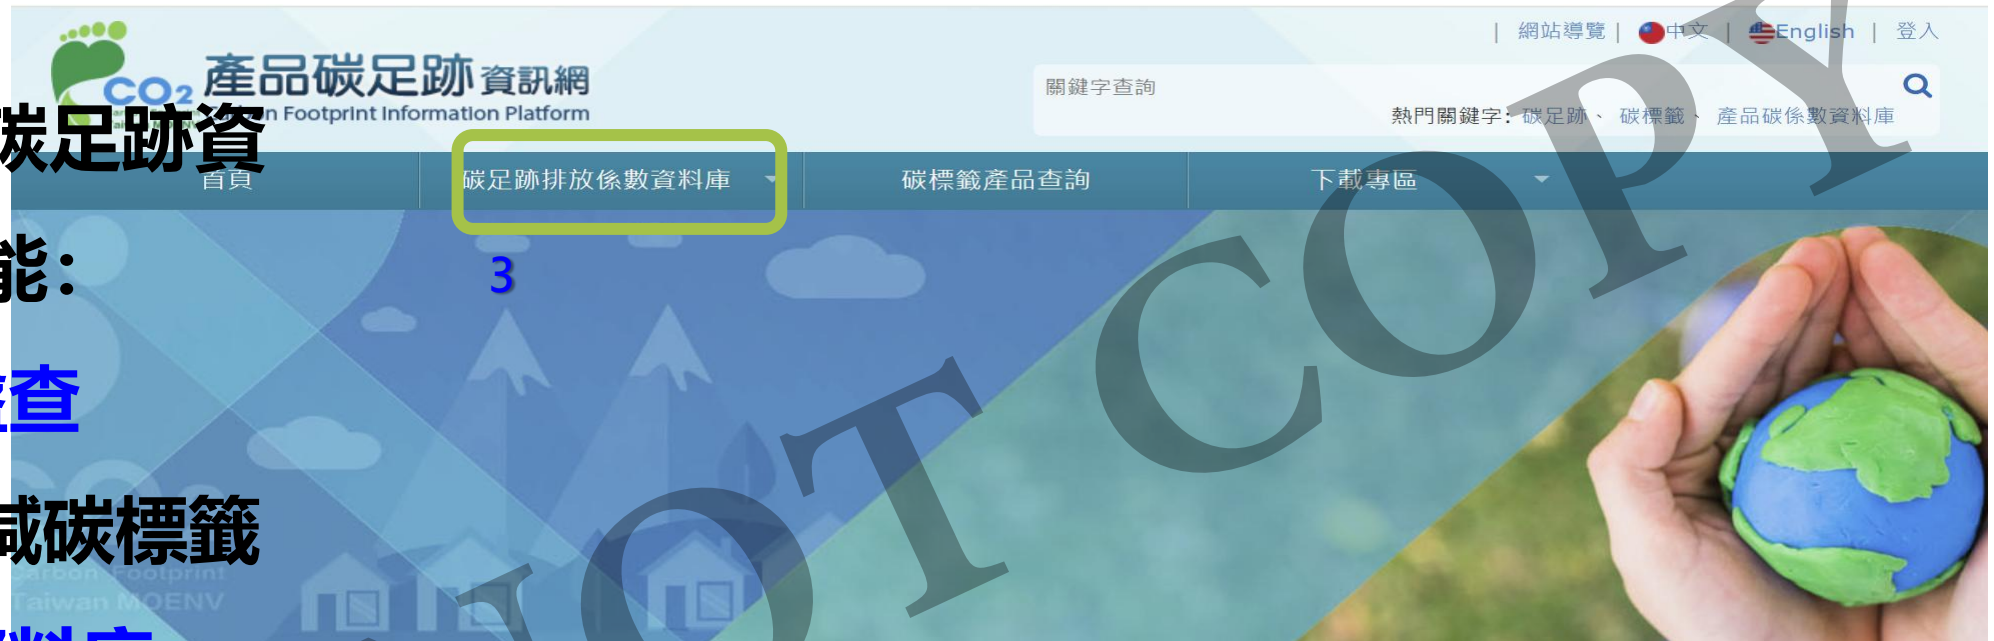 | 網站導覽 | 中文 | English | 登入
CO2 產品碳足跡資訊網
Footprint Information Platform
關鍵字查詢
熱門關鍵字: 碳足跡、 碳標籤、 產品碳係數資料庫
碳足跡資
首頁
碳足跡排放係數資料庫
碳標籤產品查詢
下載專區
能:
3
查
減碳標籤
Carbon Footprint
Taiwan MOENV
NOT COPY